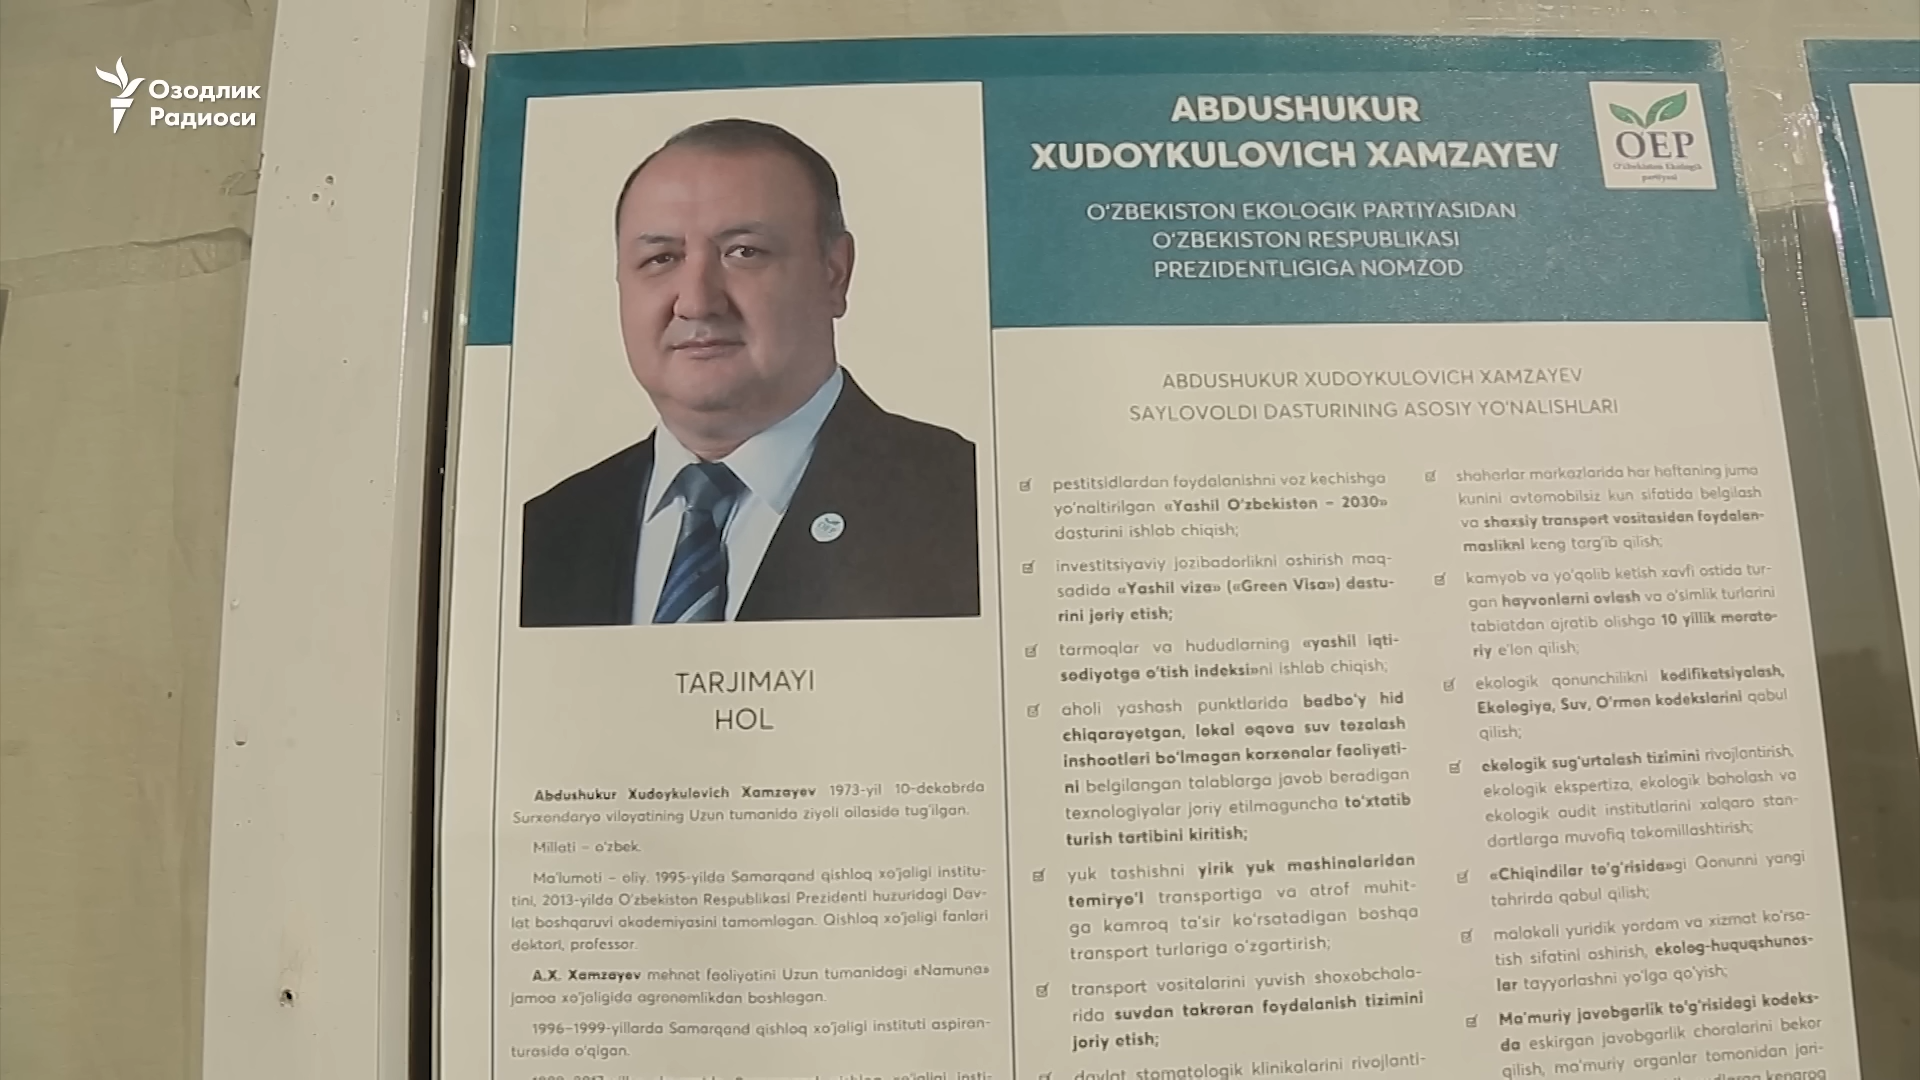 Озодлик
Радиоси
ABDUSHUKUR
XUDOYKULOVICH XAMZAYEV
O'EP
O'zbekiston Ekologik
partiyasi
O'ZBEKISTON EKOLOGIK PARTIYASIDAN
O'ZBEKISTON RESPUBLIKASI
PREZIDENTLIGIGA NOMZOD
TARJIMAYI
HOL
Abdushukur Xudoykulovich Xamzayev 1973-yil 10-dekabrda
Surxondaryo viloyatining Uzun tumanida ziyoli oilasida tug'ilgan.
Millati – o'zbek.
Ma'lumoti – oliy. 1995-yilda Samarqand qishloq xo'jaligi institu-
tini, 2013-yilda O'zbekiston Respublikasi Prezidenti huzuridagi Dav-
lat boshqaruvi akademiyasini tamomlagan. Qishloq xo'jaligi fanlari
doktori, professor.
A.X. Xamzayev mehnat faoliyatini Uzun tumanidagi «Namuna»
jamoa xo'jaligida agronomlikdan boshlagan.
1996–1999-yillarda Samarqand qishloq xo'jaligi instituti aspiran-
turasida o'qigan.
ABDUSHUKUR XUDOYKULOVICH XAMZAYEV
SAYLOVOLDI DASTURINING ASOSIY YO'NALISHLARI
pestitsidlardan foydalanishni voz kechishga
yo'naltirilgan «Yashil O'zbekiston – 2030»
dasturini ishlab chiqish;
investitsiyaviy jozibadorlikni oshirish maq-
sadida «Yashil viza» («Green Visa») dastu-
rini joriy etish;
tarmoqlar va hududlarning «yashil iqti-
sodiyotga o'tish indeksi»ni ishlab chiqish;
aholi yashash punktlarida badbo'y hid
chiqarayotgan, lokal oqova suv tozalash
inshootlari bo'lmagan korxonalar faoliyati-
ni belgilangan talablarga javob beradigan
texnologiyalar joriy etilmaguncha to'xtatib
turish tartibini kiritish;
yuk tashishni yirik yuk mashinalaridan
temiryo'l transportiga va atrof muhit-
ga kamroq ta'sir ko'rsatadigan boshqa
transport turlariga o'zgartirish;
transport vositalarini yuvish shoxobchala-
rida suvdan takroran foydalanish tizimini
joriy etish;
davlat stomatologik klinikalarini rivojlanti-
shaharlar markazlarida har haftaning juma
kunini avtomobilsiz kun sifatida belgilash
va shaxsiy transport vositasidan foydalan-
maslikni keng targ'ib qilish;
kamyob va yo'qolib ketish xavfi ostida tur-
gan hayvonlarni ovlash va o'simlik turlarini
tabiatdan ajratib olishga 10 yillik morato-
riy e'lon qilish;
ekologik qonunchilikni kodifikatsiyalash,
Ekologiya, Suv, O'rmon kodekslarini qabul
qilish;
ekologik sug'urtalash tizimini rivojlantirish,
ekologik ekspertiza, ekologik baholash va
ekologik audit institutlarini xalqaro stan-
dartlarga muvofiq takomillashtirish;
«Chiqindilar to'g'risida»gi Qonunni yangi
tahrirda qabul qilish;
malakali yuridik yordam va xizmat ko'rsa-
tish sifatini oshirish, ekolog-huquqshunos-
lar tayyorlashni yo'lga qo'yish;
Ma'muriy javobgarlik to'g'risidagi kodeks-
da eskirgan javobgarlik choralarini bekor
qilish, ma'muriy organlar tomonidan jari-